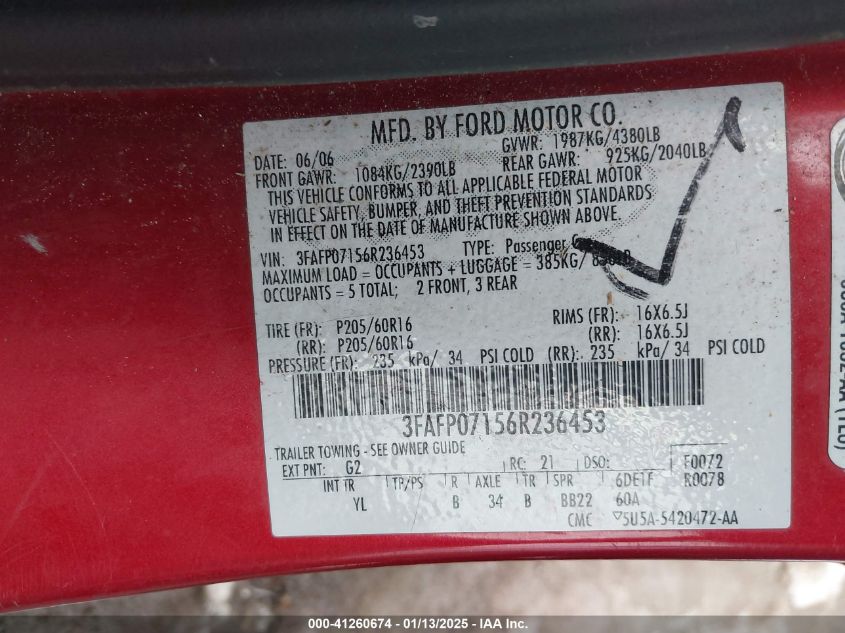 MFD. BY FORD MOTOR CO.
DATE: 06/06 GVWR: 1987KG/4380LB
FRONT GAWR: 1084KG/2390LB REAR GAWR: 925KG/2040LB
THIS VEHICLE CONFORMS TO ALL APPLICABLE FEDERAL MOTOR
VEHICLE SAFETY, BUMPER, AND THEFT PREVENTION STANDARDS
IN EFFECT ON THE DATE OF MANUFACTURE SHOWN ABOVE.
VIN: 3FAFP07156R236453 TYPE: Passenger
MAXIMUM LOAD = OCCUPANTS + LUGGAGE = 385KG/
OCCUPANTS = 5 TOTAL; 2 FRONT, 3 REAR
TIRE (FR): P205/60R16 RIMS (FR): 16X6.5J
(RR): P205/60R16 (RR): 16X6.5J
PRESSURE (FR): 235 kPa/ 34 PSI COLD (RR): 235 kPa/ 34 PSI COLD
3FAFP07156R236453
TRAILER TOWING - SEE OWNER GUIDE
EXT PNT: G2 RC: 21 DSO: F0072
INT TR TP/PS R AXLE TR SPR 6DETF R0078
YL B 34 B BB22 60A
CMC 5U5A-5420472-AA
000-41260674 / 01/13/2025 - IAA Inc.